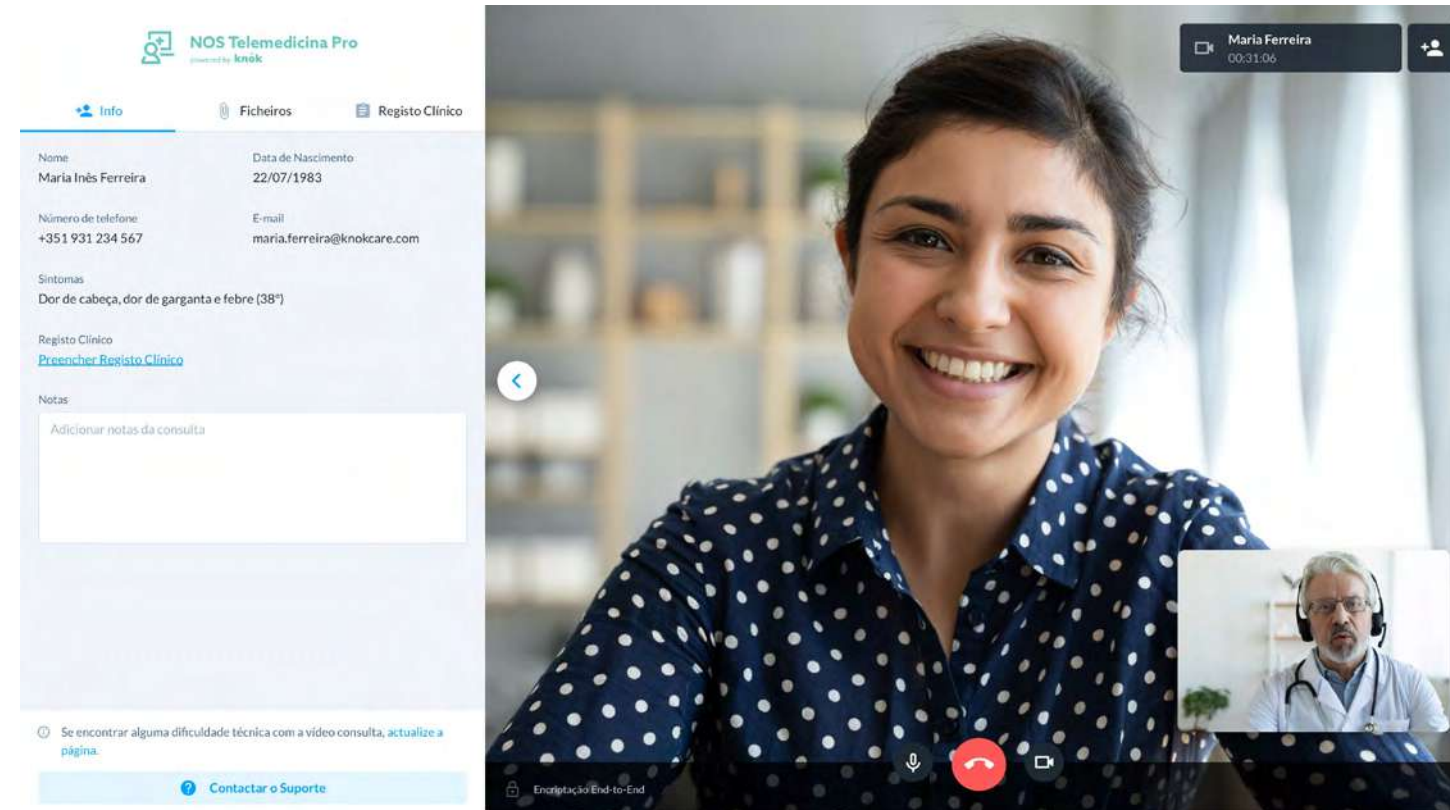 NOS Telemedicina Pro
powered by knok
Info
Ficheiros
Registo Clínico
Nome
Maria Inês Ferreira
Data de Nascimento
22/07/1983
Número de telefone
+351 931 234 567
E-mail
maria.ferreira@knokcare.com
Sintomas
Dor de cabeça, dor de garganta e febre (38º)
Registo Clínico
Preencher Registo Clínico
Notas
Adicionar notas da consulta
Se encontrar alguma dificuldade técnica com a vídeo consulta, actualize a
página.
Contactar o Suporte
Maria Ferreira
00:31:06
Encriptação End-to-End